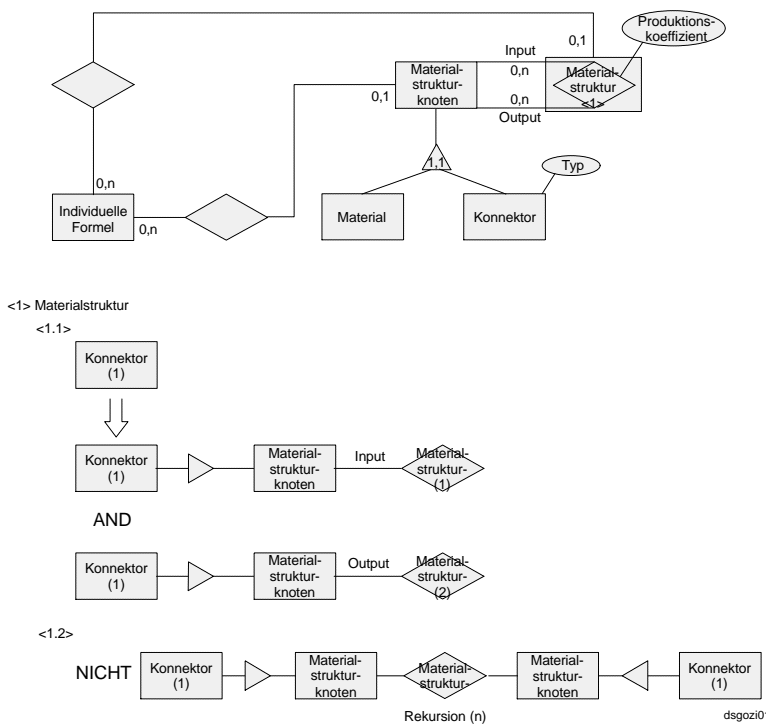 Produktions-
koeffizient
Input
0,1
0,n
Material-
struktur-
knoten
Material-
struktur
<1>
0,1
0,n
Output
1,1
Typ
0,n
Individuelle
Formel
0,n
Material
Konnektor
<1> Materialstruktur
<1.1>
Konnektor
(1)
Konnektor
(1)
Material-
struktur-
knoten
Input
Material-
struktur-
(1)
AND
Konnektor
(1)
Material-
struktur-
knoten
Output
Material-
struktur-
(2)
<1.2>
NICHT
Konnektor
(1)
Material-
struktur-
knoten
Material-
struktur-
Material-
struktur-
knoten
Konnektor
(1)
Rekursion (n)